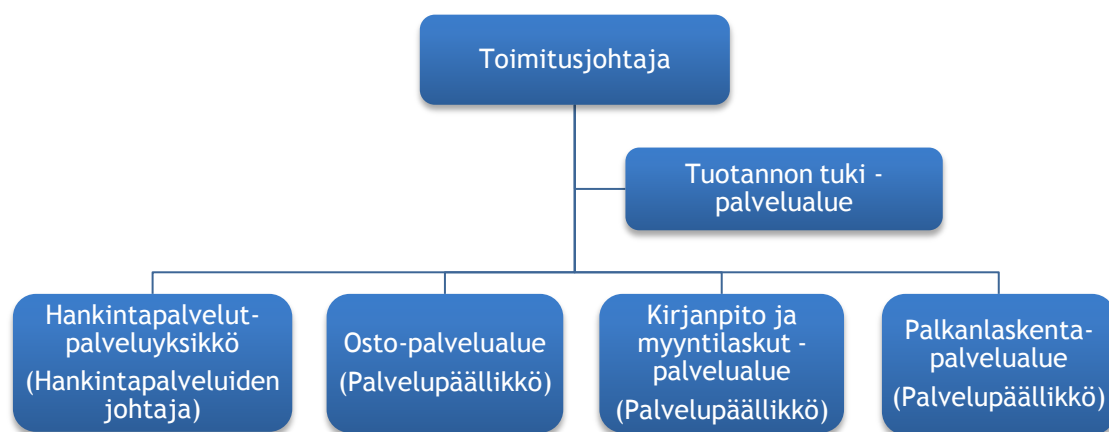 Toimitusjohtaja
Tuotannon tuki -
palvelualue
Hankintapalvelut-
palveluyksikkö
(Hankintapalveluiden
johtaja)
Osto-palvelualue
(Palvelupäällikkö)
Kirjanpito ja
myyntilaskut -
palvelualue
(Palvelupäällikkö)
Palkanlaskenta-
palvelualue
(Palvelupäällikkö)